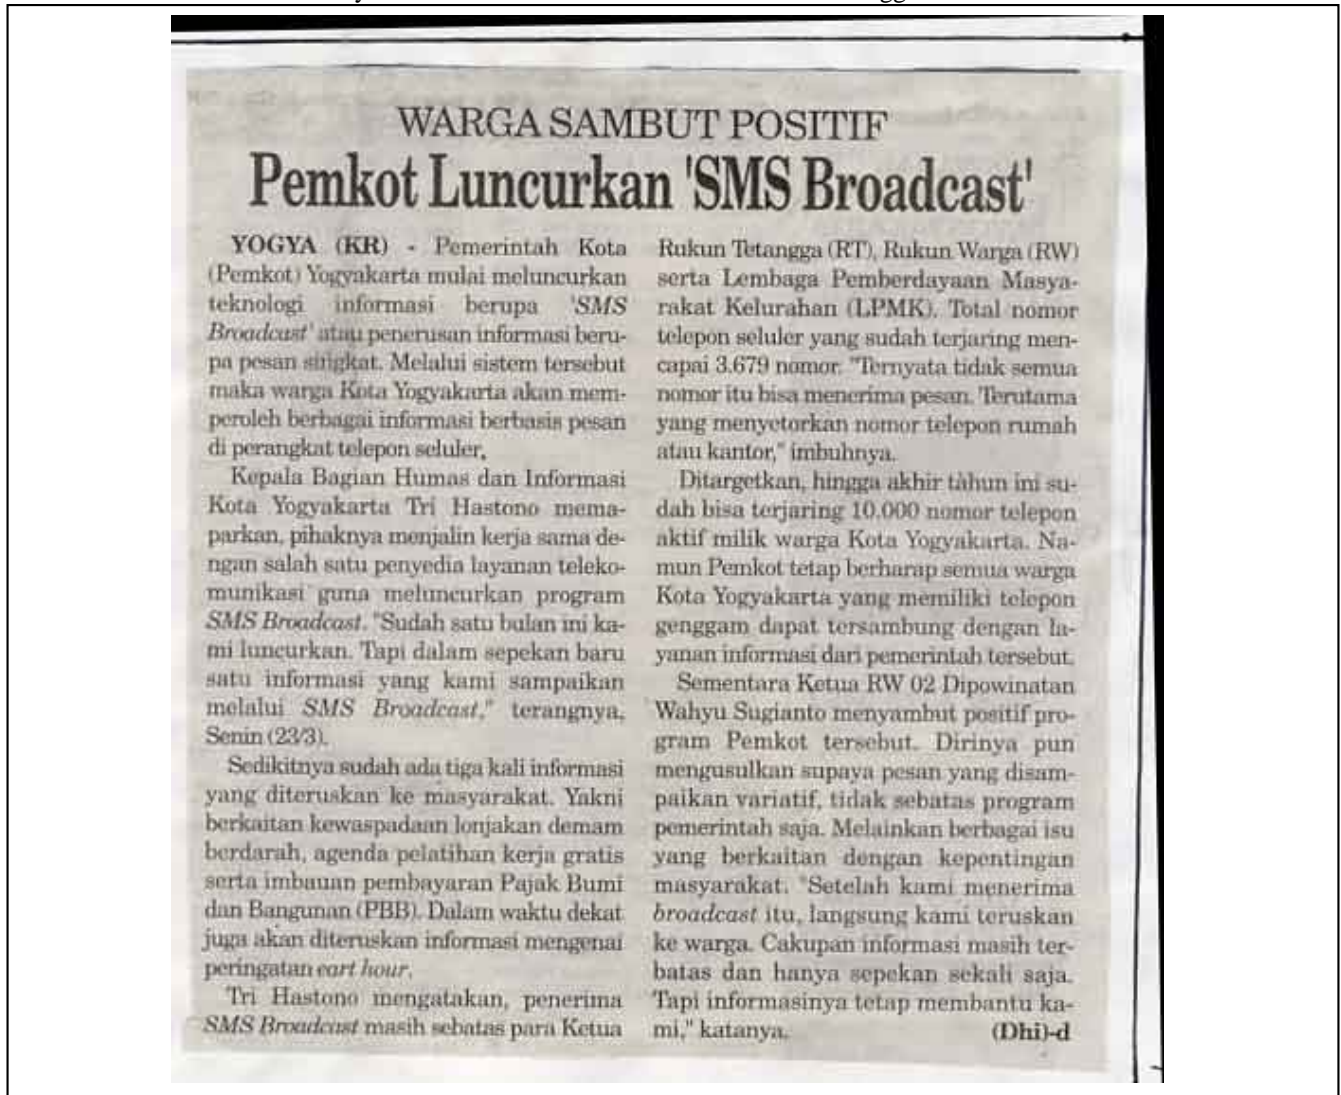 WARGA SAMBUT POSITIF
Pemkot Luncurkan 'SMS Broadcast'
YOGYA (KR) - Pemerintah Kota
(Pemkot) Yogyakarta mulai meluncurkan
teknologi informasi berupa 'SMS
Broadcast' atau penerusan informasi beru-
pa pesan singkat. Melalui sistem tersebut
maka warga Kota Yogyakarta akan mem-
peroleh berbagai informasi berbasis pesan
di perangkat telepon seluler.
Kepala Bagian Humas dan Informasi
Kota Yogyakarta Tri Hastono mema-
parkan, pihaknya menjalin kerja sama de-
ngan salah satu penyedia layanan teleko-
munikasi guna meluncurkan program
SMS Broadcast. "Sudah satu bulan ini ka-
mi luncurkan. Tapi dalam sepekan baru
satu informasi yang kami sampaikan
melalui SMS Broadcast," terangnya,
Senin (23/3).
Sedikitnya sudah ada tiga kali informasi
yang diteruskan ke masyarakat. Yakni
berkaitan kewaspadaan lonjakan demam
berdarah, agenda pelatihan kerja gratis
serta imbauan pembayaran Pajak Bumi
dan Bangunan (PBB). Dalam waktu dekat
juga akan diteruskan informasi mengenai
peringatan eart hour.
Tri Hastono mengatakan, penerima
SMS Broadcast masih sebatas para Ketua
Rukun Tetangga (RT), Rukun Warga (RW)
serta Lembaga Pemberdayaan Masya-
rakat Kelurahan (LPMK). Total nomor
telepon seluler yang sudah terjaring men-
capai 3.679 nomor. "Ternyata tidak semua
nomor itu bisa menerima pesan. Terutama
yang menyetorkan nomor telepon rumah
atau kantor," imbuhnya.
Ditargetkan, hingga akhir tahun ini su-
dah bisa terjaring 10.000 nomor telepon
aktif milik warga Kota Yogyakarta. Na-
mun Pemkot tetap berharap semua warga
Kota Yogyakarta yang memiliki telepon
genggam dapat tersambung dengan la-
yanan informasi dari pemerintah tersebut.
Sementara Ketua RW 02 Dipowinatan
Wahyu Sugianto menyambut positif pro-
gram Pemkot tersebut. Dirinya pun
mengusulkan supaya pesan yang disam-
paikan variatif, tidak sebatas program
pemerintah saja. Melainkan berbagai isu
yang berkaitan dengan kepentingan
masyarakat. "Setelah kami menerima
broadcast itu, langsung kami teruskan
ke warga. Cakupan informasi masih ter-
batas dan hanya sepekan sekali saja.
Tapi informasinya tetap membantu ka-
mi," katanya. (Dhi)-d